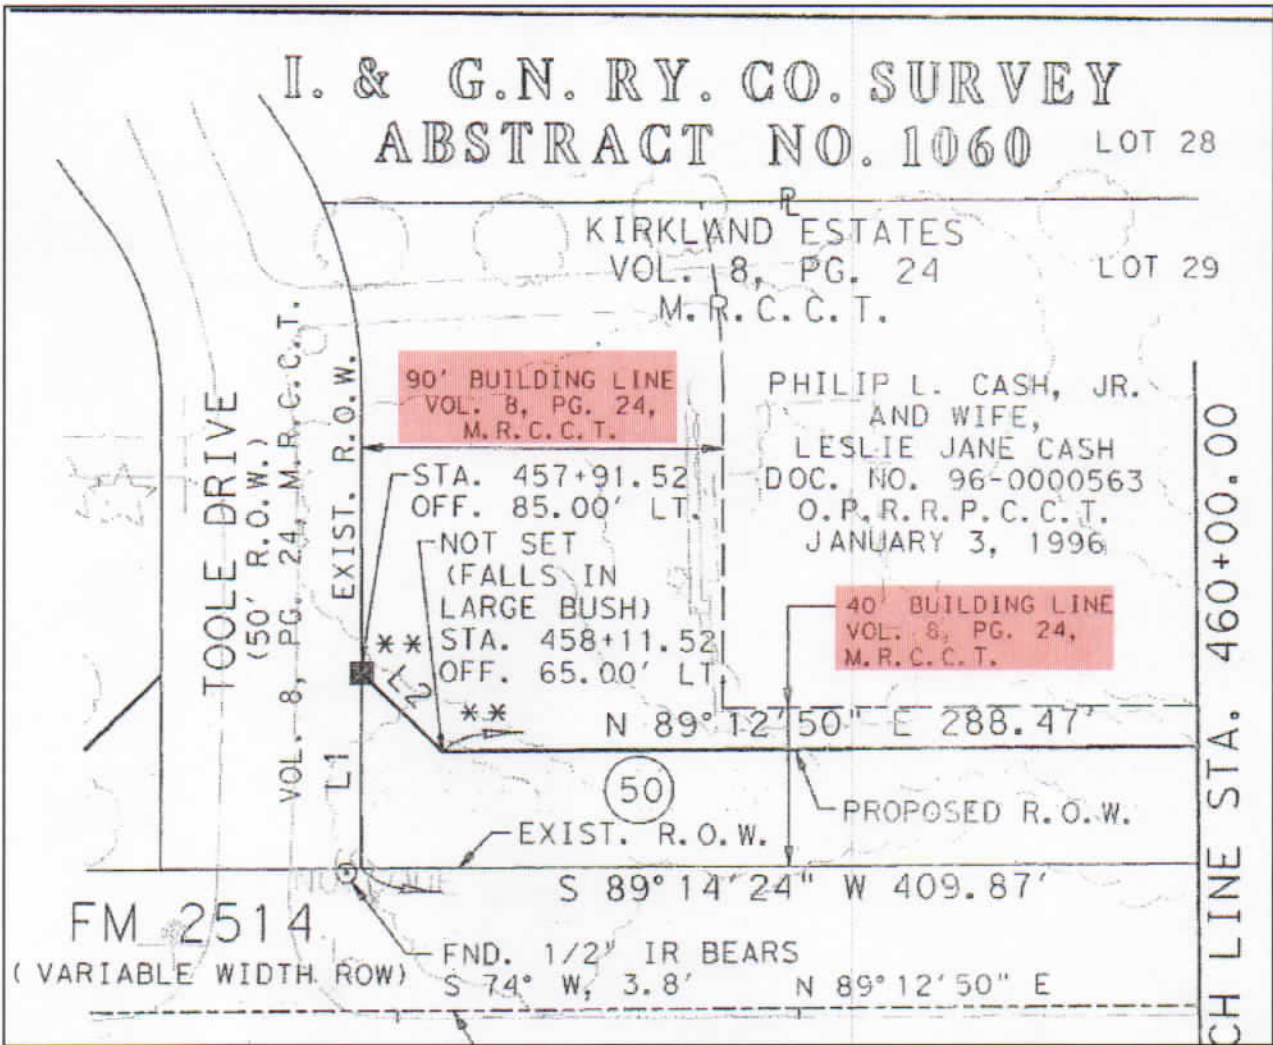 I. & G.N. RY. CO. SURVEY
ABSTRACT NO. 1060
LOT 28
P
L
KIRKLAND ESTATES
VOL. 8, PG. 24
M.R.C.C.T.
LOT 29
90' BUILDING LINE
VOL. 8, PG. 24,
M.R.C.C.T.
PHILIP L. CASH, JR.
AND WIFE,
LESLIE JANE CASH
DOC. NO. 96-0000563
O.P.R.R.P.C.C.T.
JANUARY 3, 1996
TOOLE DRIVE
(50' R.O.W.)
VOL. 8, PG. 24, M.R.C.C.T.
EXIST. R.O.W.
STA. 457+91.52
OFF. 85.00' LT.
NOT SET
(FALLS IN
LARGE BUSH)
STA. 458+11.52
OFF. 65.00' LT.
40' BUILDING LINE
VOL. 8, PG. 24,
M.R.C.C.T.
**
L2
**
L1
N 89°12'50" E 288.47'
50
PROPOSED R.O.W.
EXIST. R.O.W.
S 89°14'24" W 409.87'
FM 2514
(VARIABLE WIDTH ROW)
FND. 1/2" IR BEARS
S 74° W, 3.8'
N 89°12'50" E
CH LINE STA. 460+00.00